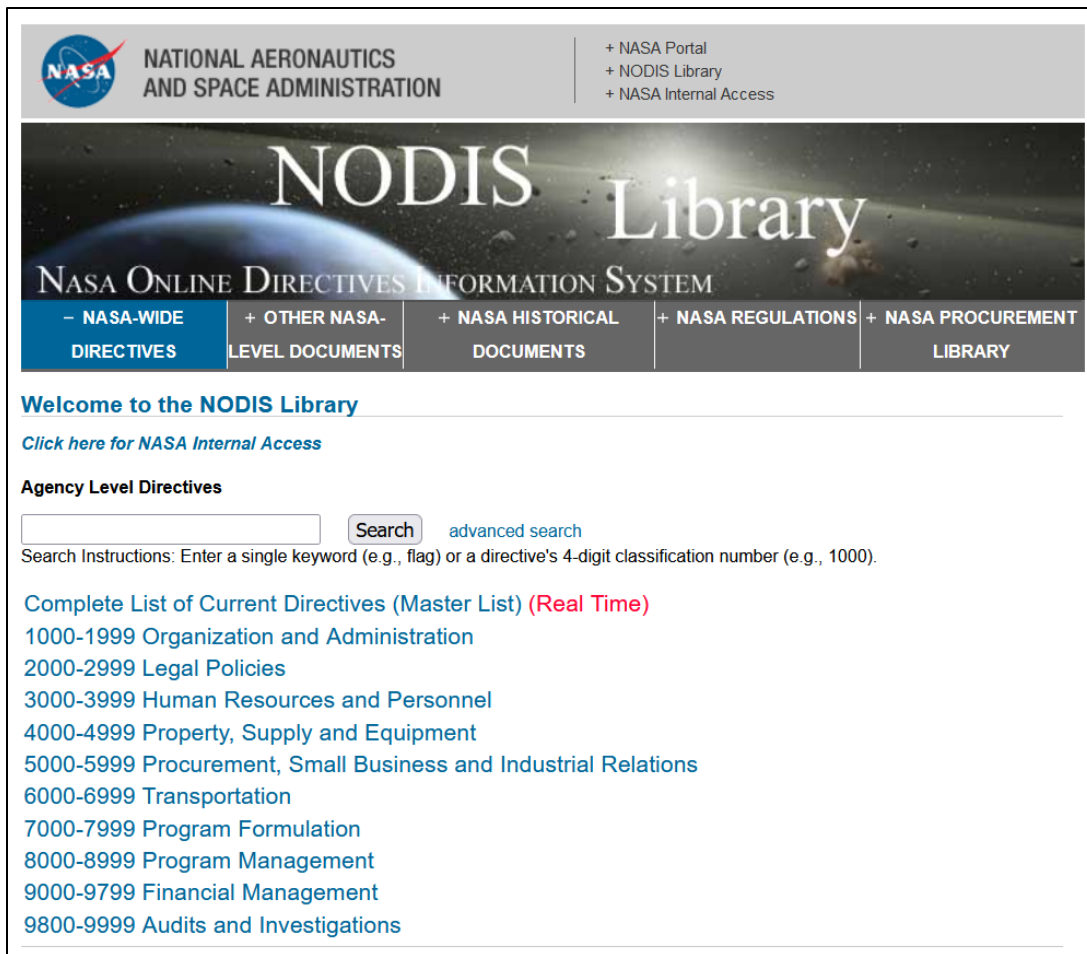 NASA
NATIONAL AERONAUTICS
AND SPACE ADMINISTRATION
+ NASA Portal
+ NODIS Library
+ NASA Internal Access
NODIS Library
NASA ONLINE DIRECTIVES INFORMATION SYSTEM
− NASA-WIDE DIRECTIVES
+ OTHER NASA-LEVEL DOCUMENTS
+ NASA HISTORICAL DOCUMENTS
+ NASA REGULATIONS
+ NASA PROCUREMENT LIBRARY
Welcome to the NODIS Library
Click here for NASA Internal Access
Agency Level Directives
Search advanced search
Search Instructions: Enter a single keyword (e.g., flag) or a directive's 4-digit classification number (e.g., 1000).
Complete List of Current Directives (Master List) (Real Time)
1000-1999 Organization and Administration
2000-2999 Legal Policies
3000-3999 Human Resources and Personnel
4000-4999 Property, Supply and Equipment
5000-5999 Procurement, Small Business and Industrial Relations
6000-6999 Transportation
7000-7999 Program Formulation
8000-8999 Program Management
9000-9799 Financial Management
9800-9999 Audits and Investigations